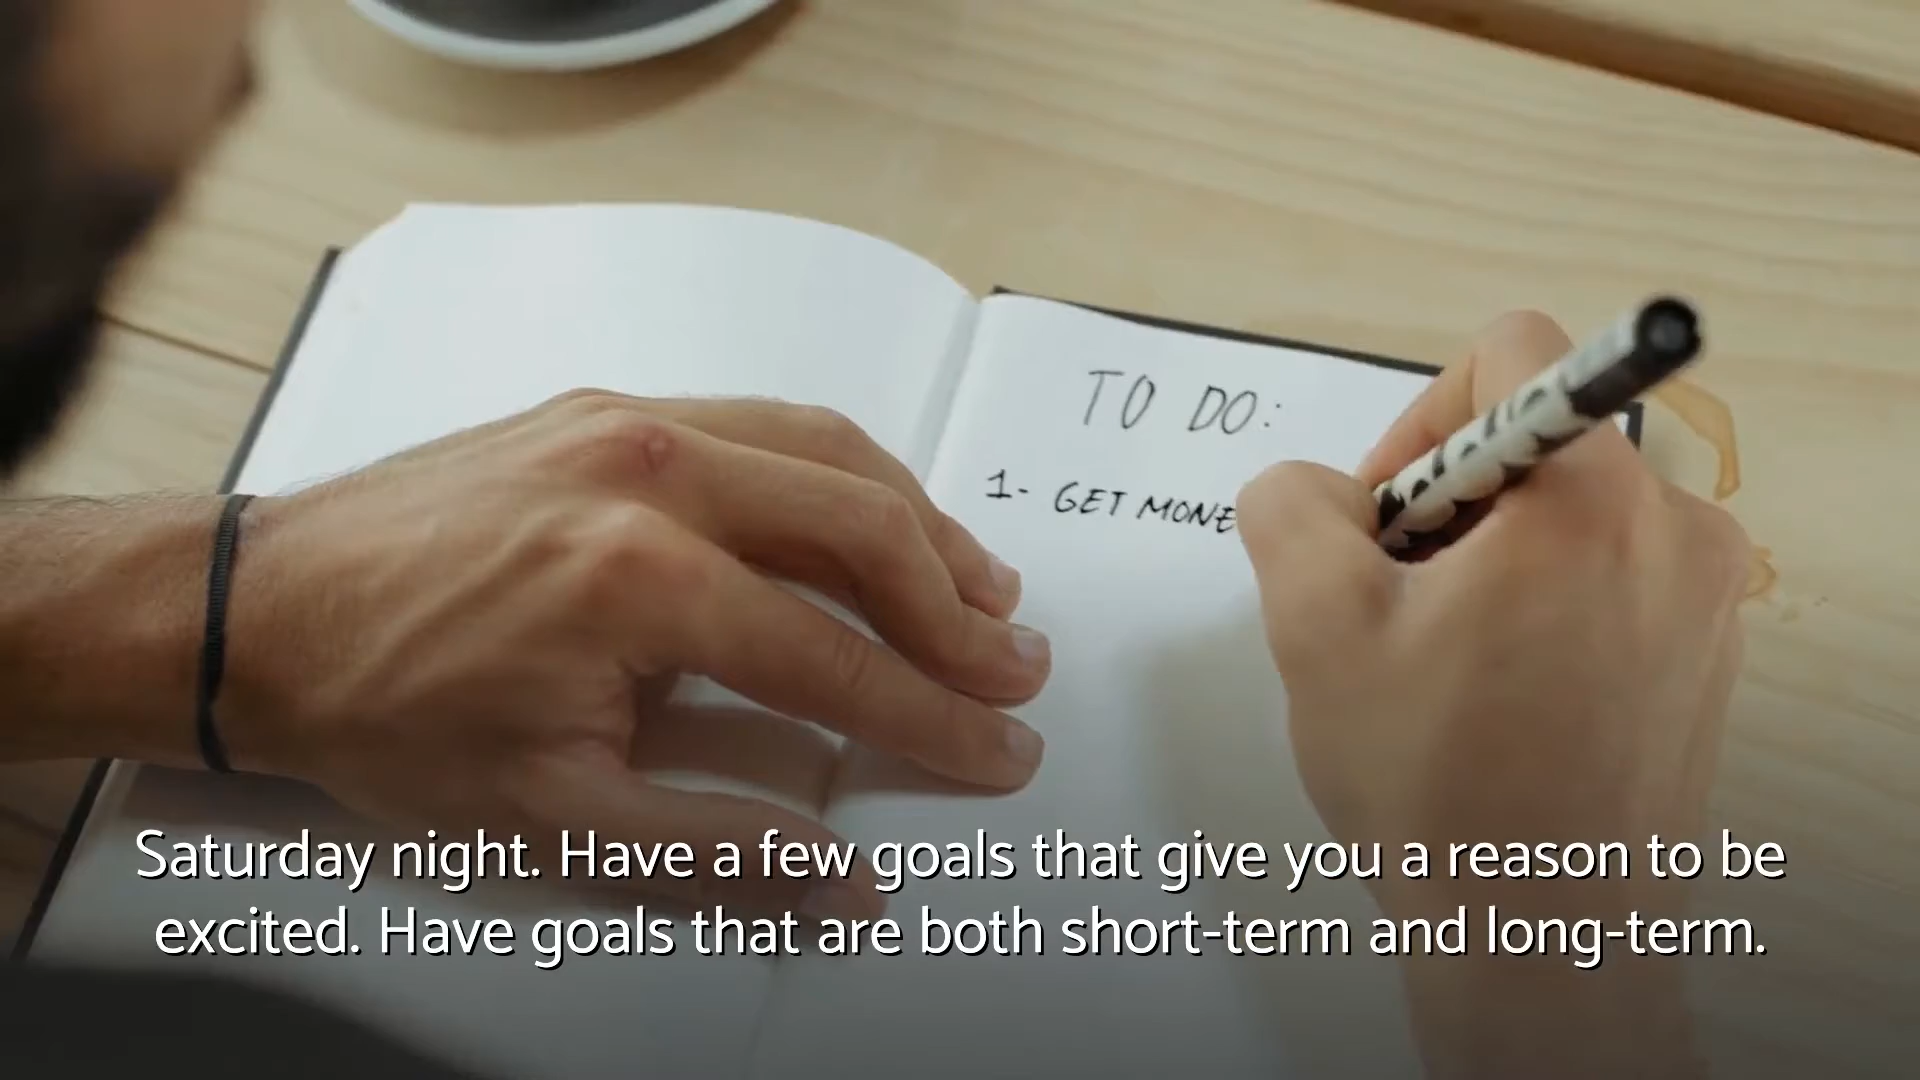 TO DO:
1- GET MONE
Saturday night. Have a few goals that give you a reason to be
excited. Have goals that are both short-term and long-term.